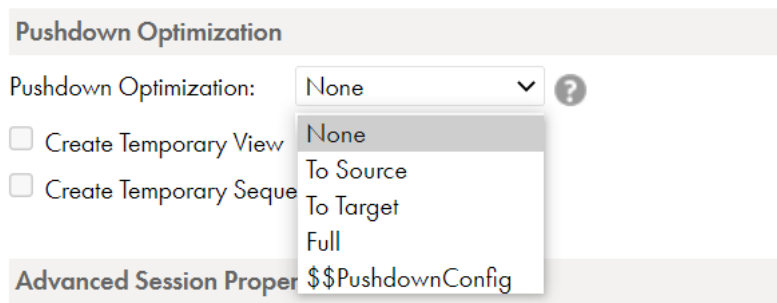 Pushdown Optimization
Pushdown Optimization: None ?
None
Create Temporary View
To Source
Create Temporary Seque
To Target
Full
Advanced Session Proper $$PushdownConfig